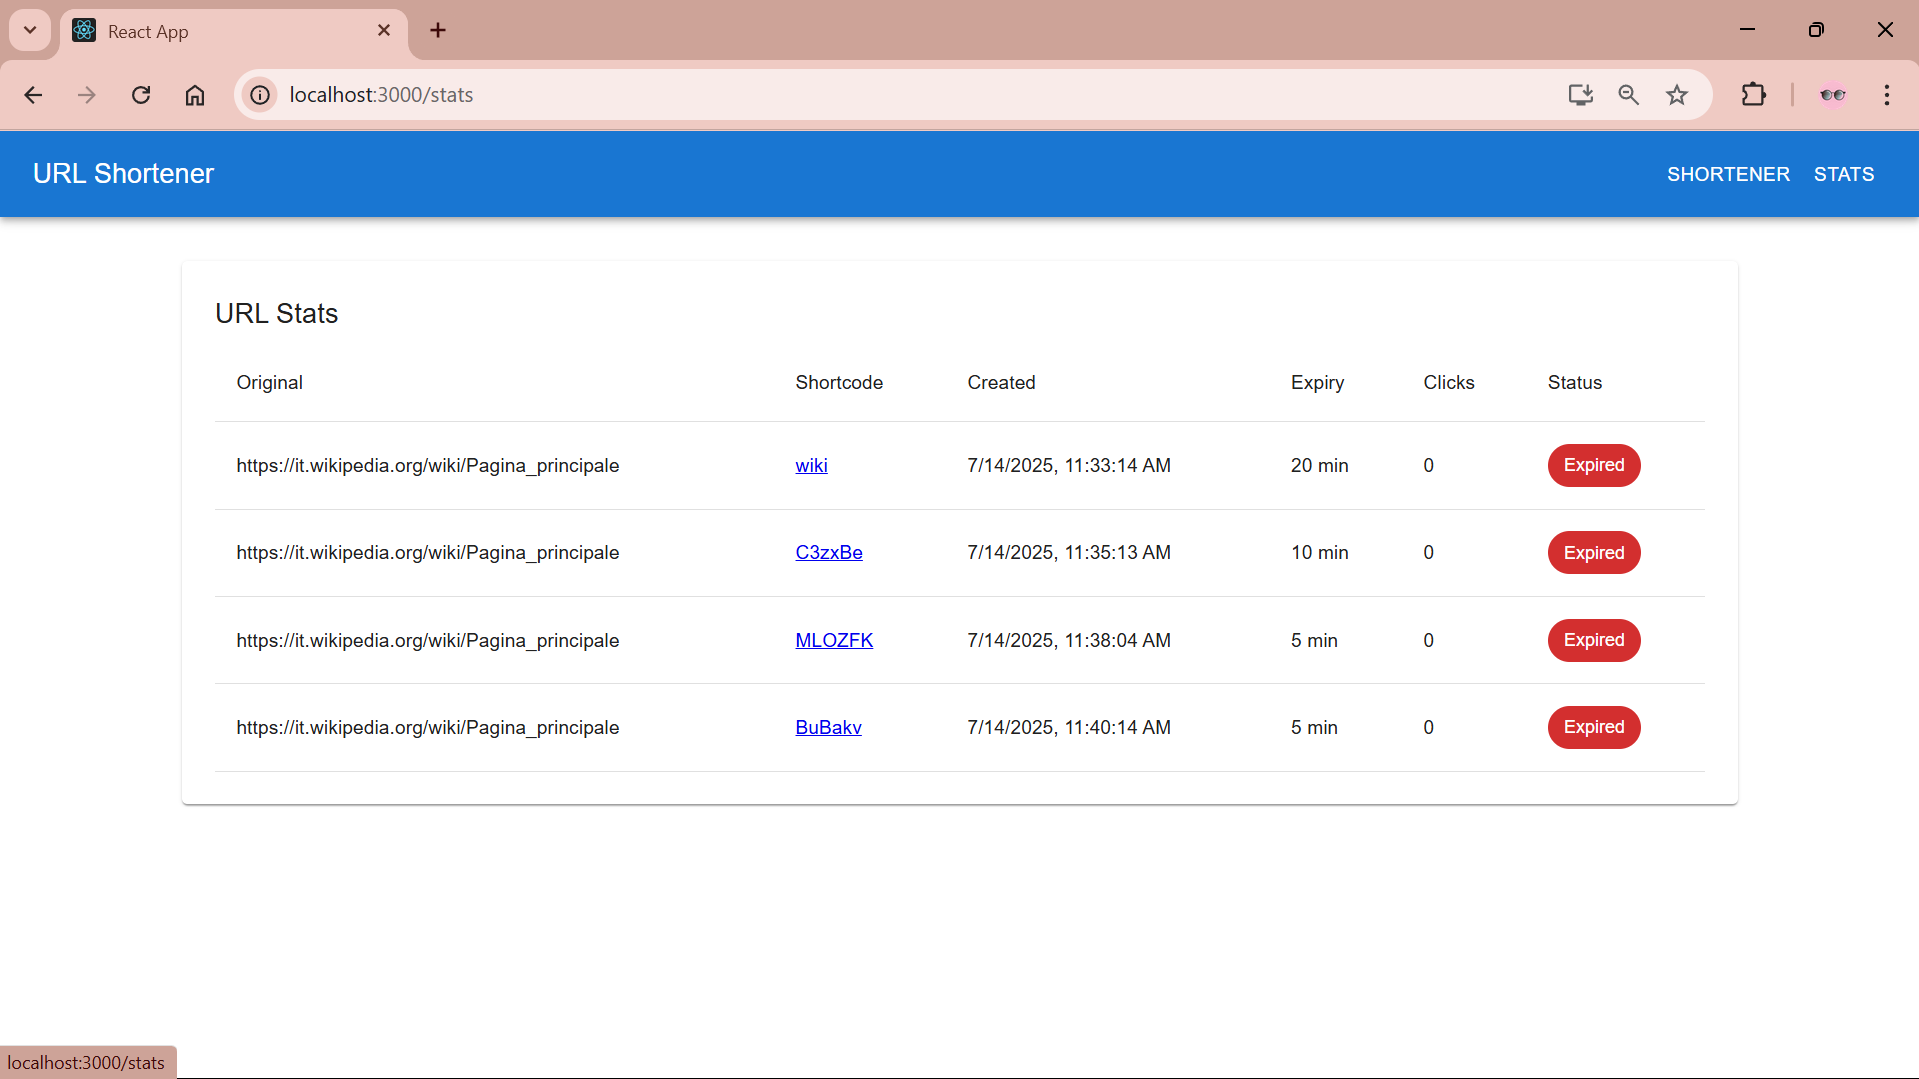 React App
localhost:3000/stats
URL Shortener SHORTENER STATS
URL Stats
Original Shortcode Created Expiry Clicks Status
https://it.wikipedia.org/wiki/Pagina_principale wiki 7/14/2025, 11:33:14 AM 20 min 0 Expired
https://it.wikipedia.org/wiki/Pagina_principale C3zxBe 7/14/2025, 11:35:13 AM 10 min 0 Expired
https://it.wikipedia.org/wiki/Pagina_principale MLOZFK 7/14/2025, 11:38:04 AM 5 min 0 Expired
https://it.wikipedia.org/wiki/Pagina_principale BuBakv 7/14/2025, 11:40:14 AM 5 min 0 Expired
localhost:3000/stats